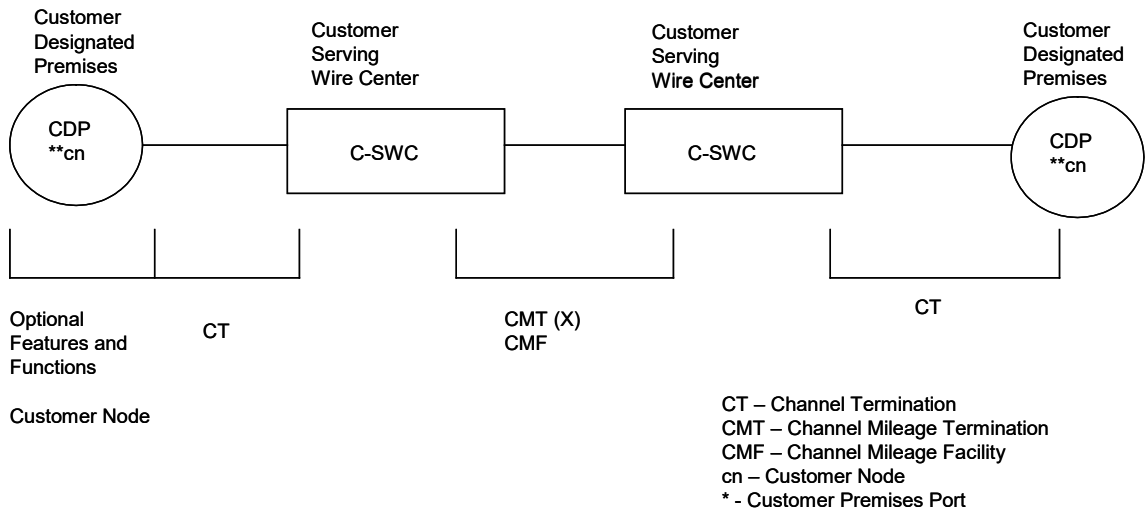 Customer
Designated
Premises
Customer
Serving
Wire Center
Customer
Serving
Wire Center
Customer
Designated
Premises
CDP
**cn
C-SWC
C-SWC
CDP
**cn
Optional
Features and
Functions
Customer Node
CT
CMT (X)
CMF
CT
CT – Channel Termination
CMT – Channel Mileage Termination
CMF – Channel Mileage Facility
cn – Customer Node
* - Customer Premises Port